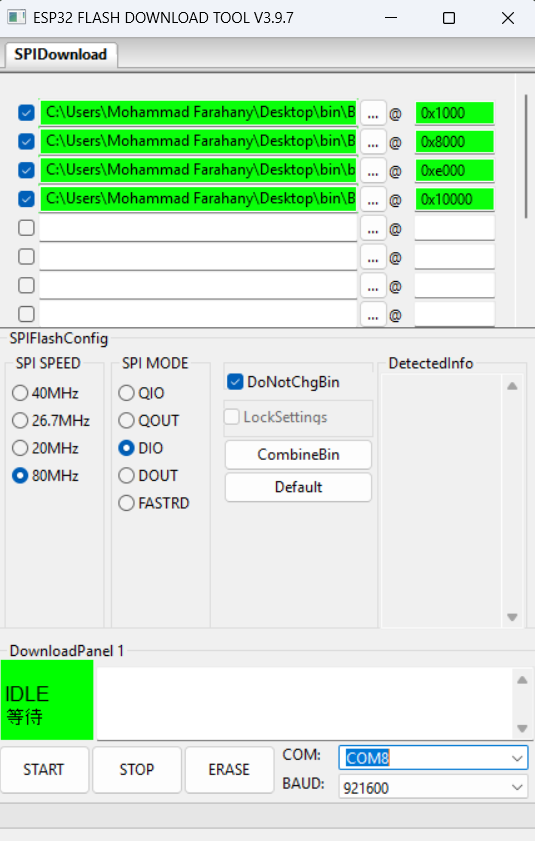 ESP32 FLASH DOWNLOAD TOOL V3.9.7
SPIDownload
C:\Users\Mohammad Farahany\Desktop\bin\B ... @ 0x1000
C:\Users\Mohammad Farahany\Desktop\bin\B ... @ 0x8000
C:\Users\Mohammad Farahany\Desktop\bin\b ... @ 0xe000
C:\Users\Mohammad Farahany\Desktop\bin\B ... @ 0x10000
... @
... @
... @
... @
SPIFlashConfig
SPI SPEED
40MHz
26.7MHz
20MHz
80MHz
SPI MODE
QIO
QOUT
DIO
DOUT
FASTRD
DoNotChgBin
LockSettings
CombineBin
Default
DetectedInfo
DownloadPanel 1
IDLE
等待
START
STOP
ERASE
COM: COM8
BAUD: 921600